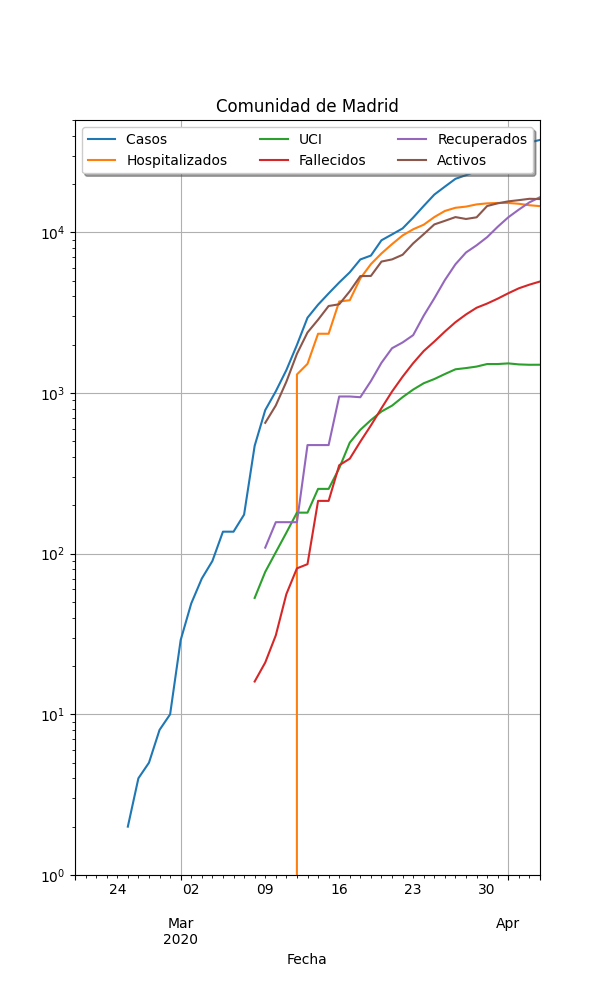 Comunidad de Madrid
Casos UCI Recuperados
Hospitalizados Fallecidos Activos
10^4
10^3
10^2
10^1
10^0
24 02 09 16 23 30
Mar Apr
2020
Fecha